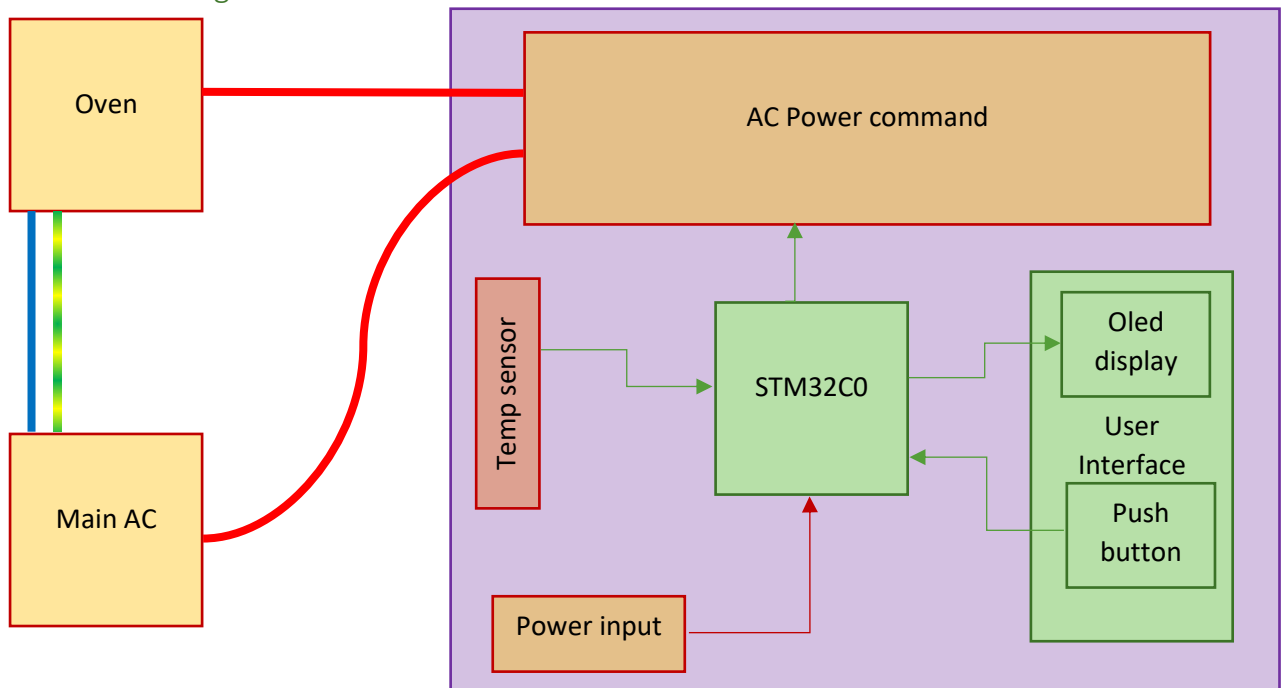 Oven
AC Power command
Temp sensor
STM32C0
Oled
display
User
Interface
Push
button
Main AC
Power input